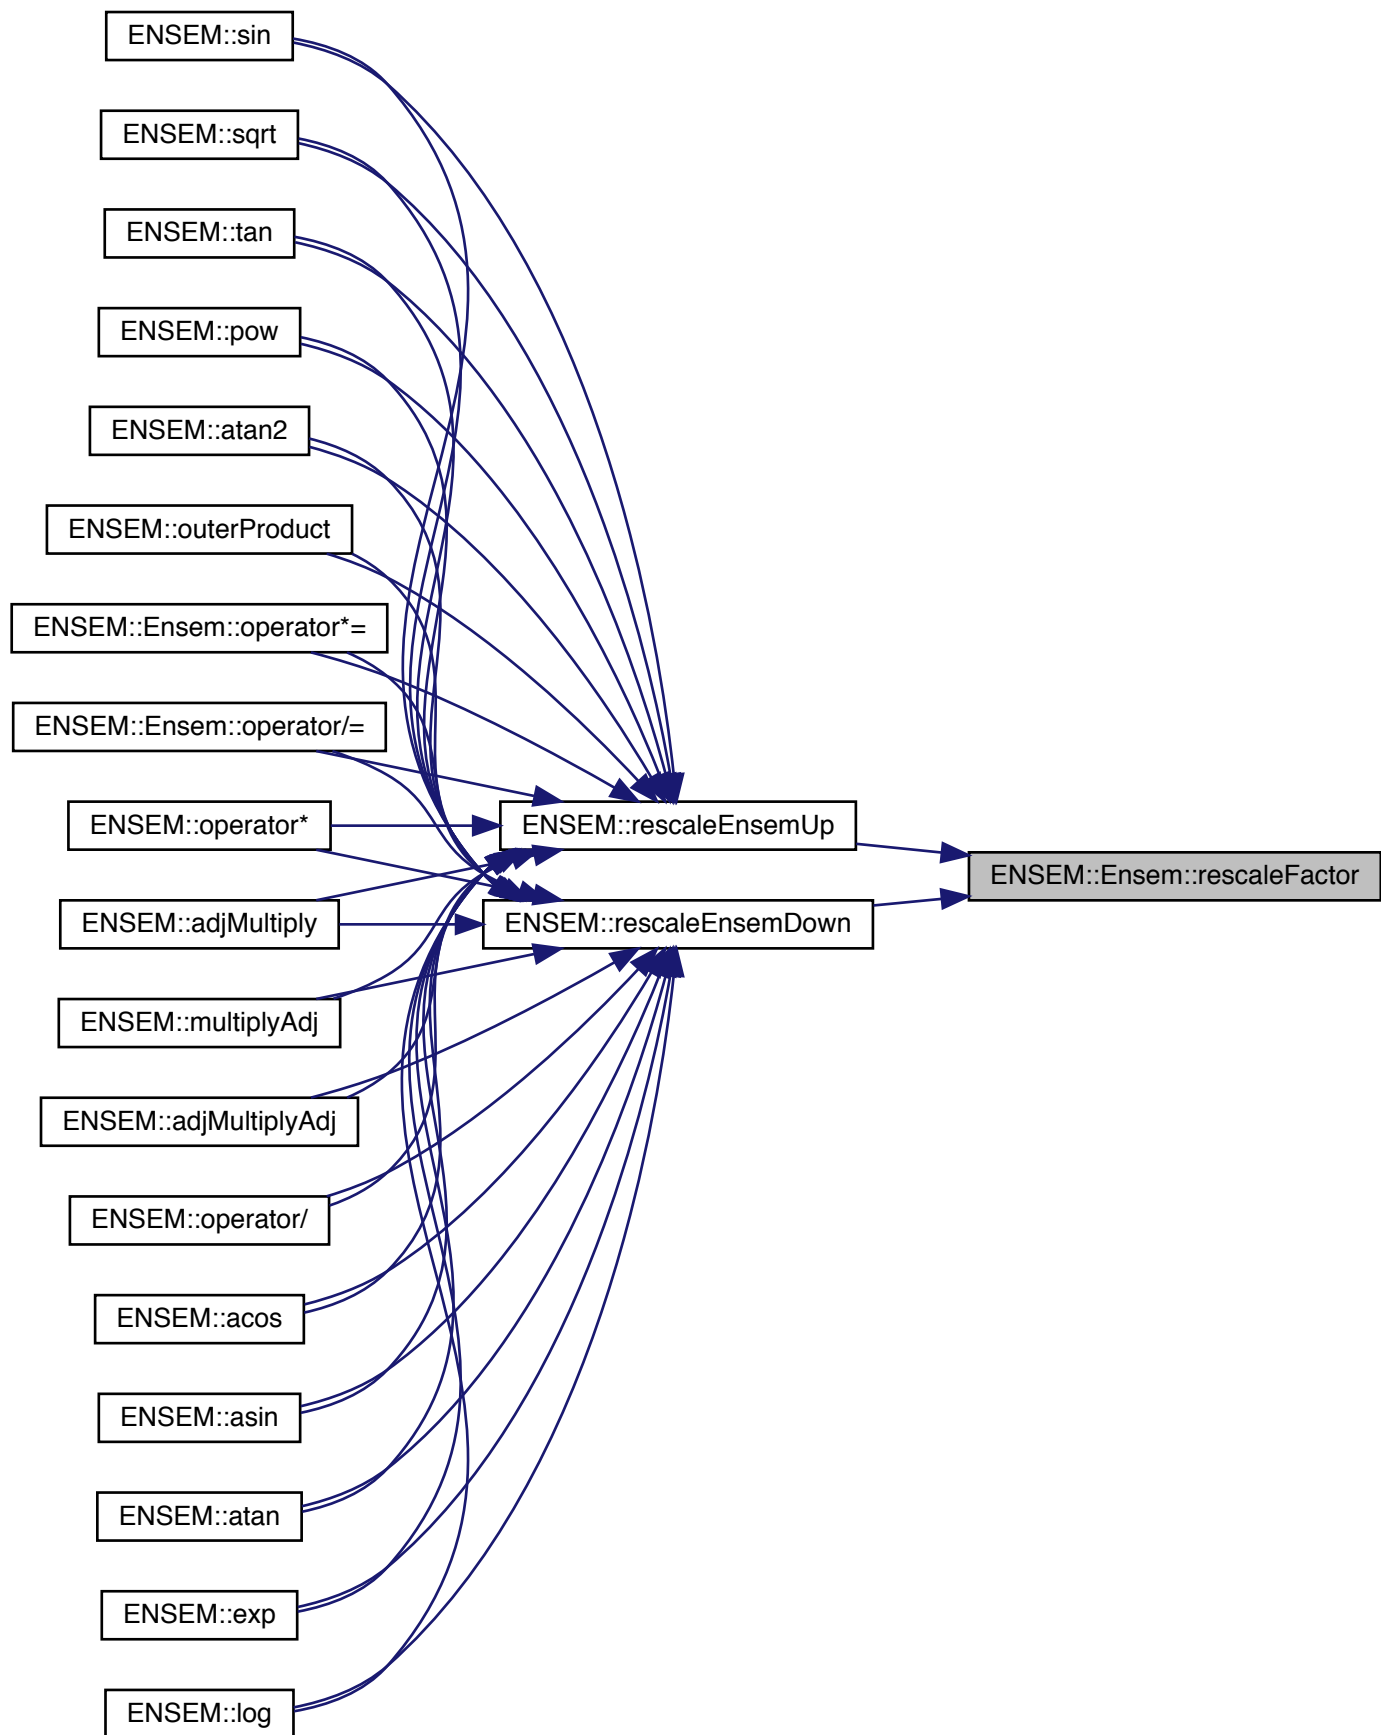 ENSEM::sin
ENSEM::sqrt
ENSEM::tan
ENSEM::pow
ENSEM::atan2
ENSEM::outerProduct
ENSEM::Ensem::operator*=
ENSEM::Ensem::operator/=
ENSEM::operator*
ENSEM::rescaleEnsemUp
ENSEM::Ensem::rescaleFactor
ENSEM::adjMultiply
ENSEM::rescaleEnsemDown
ENSEM::multiplyAdj
ENSEM::adjMultiplyAdj
ENSEM::operator/
ENSEM::acos
ENSEM::asin
ENSEM::atan
ENSEM::exp
ENSEM::log